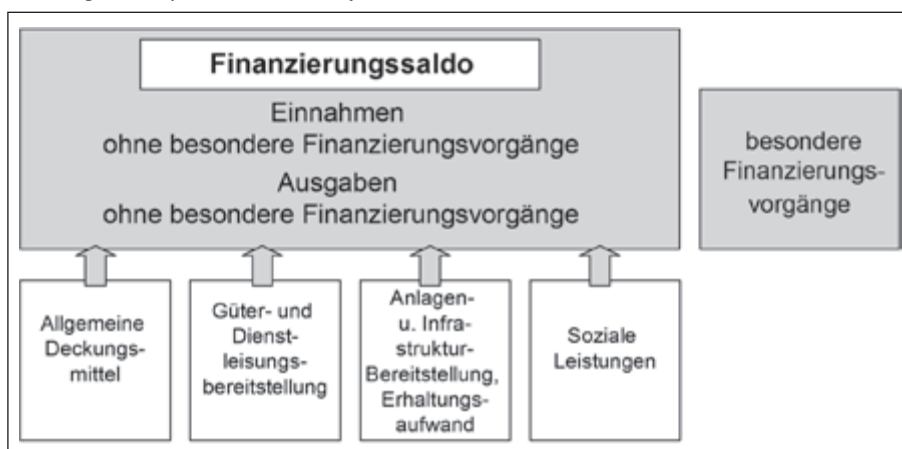 Finanzierungssaldo
Einnahmen
ohne besondere Finanzierungsvorgänge
Ausgaben
ohne besondere Finanzierungsvorgänge
besondere
Finanzierungs-
vorgänge
Allgemeine
Deckungs-
mittel
Güter- und
Dienst-
leisungs-
bereitstellung
Anlagen-
u. Infra-
struktur-
Bereitstellung,
Erhaltungs-
aufwand
Soziale
Leistungen